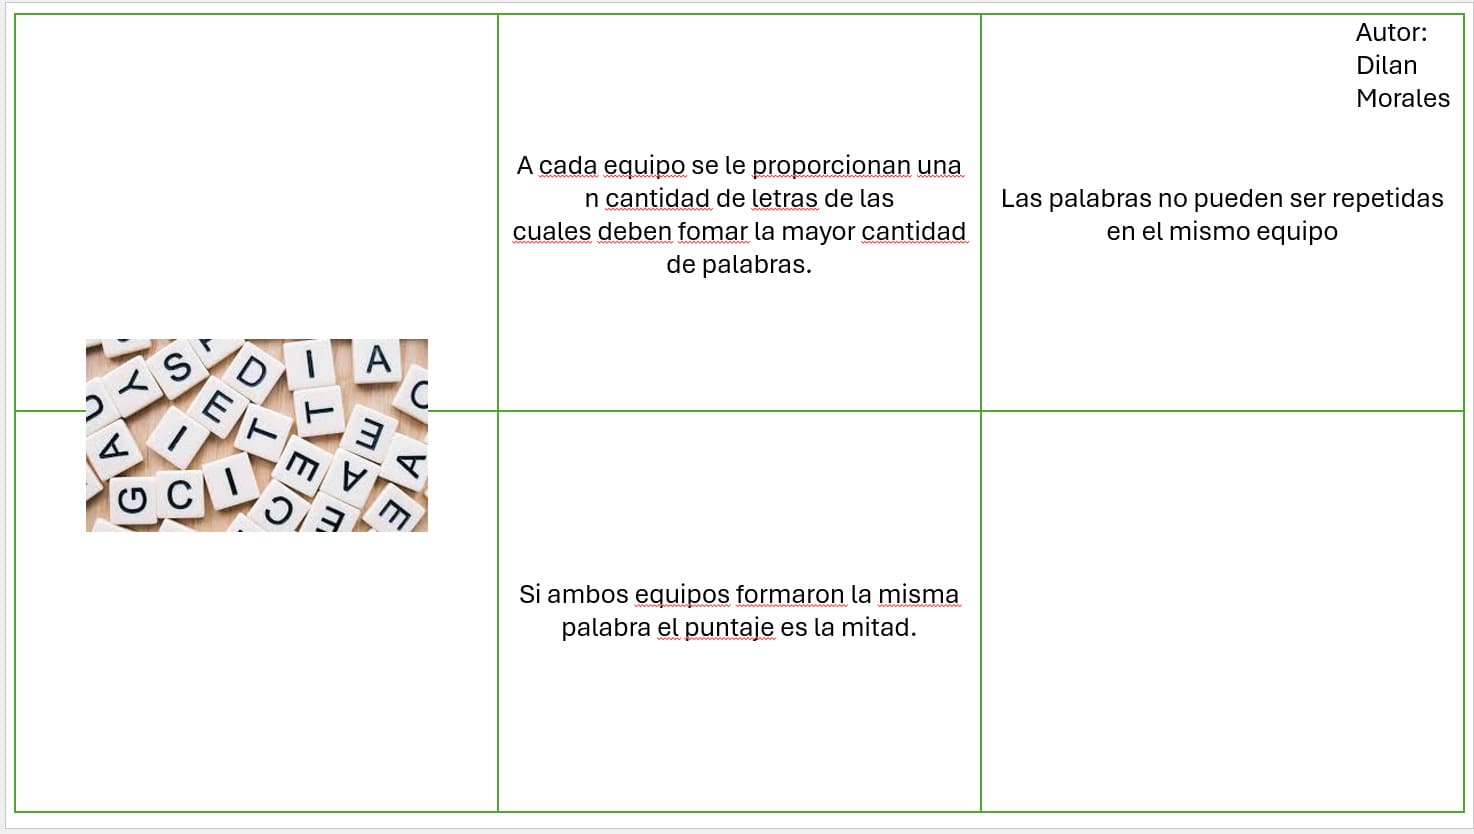 A cada equipo se le proporcionan una
n cantidad de letras de las
cuales deben fomar la mayor cantidad
de palabras.
Autor:
Dilan
Morales
Las palabras no pueden ser repetidas
en el mismo equipo
Y S D I A
E T
A I T E
G C I E A A
C E E
Si ambos equipos formaron la misma
palabra el puntaje es la mitad.